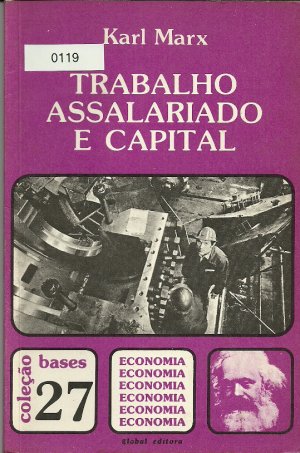 Karl Marx
0119
TRABALHO
ASSALARIADO
E CAPITAL
coleção
bases
27
ECONOMIA
ECONOMIA
ECONOMIA
ECONOMIA
ECONOMIA
ECONOMIA
global editora